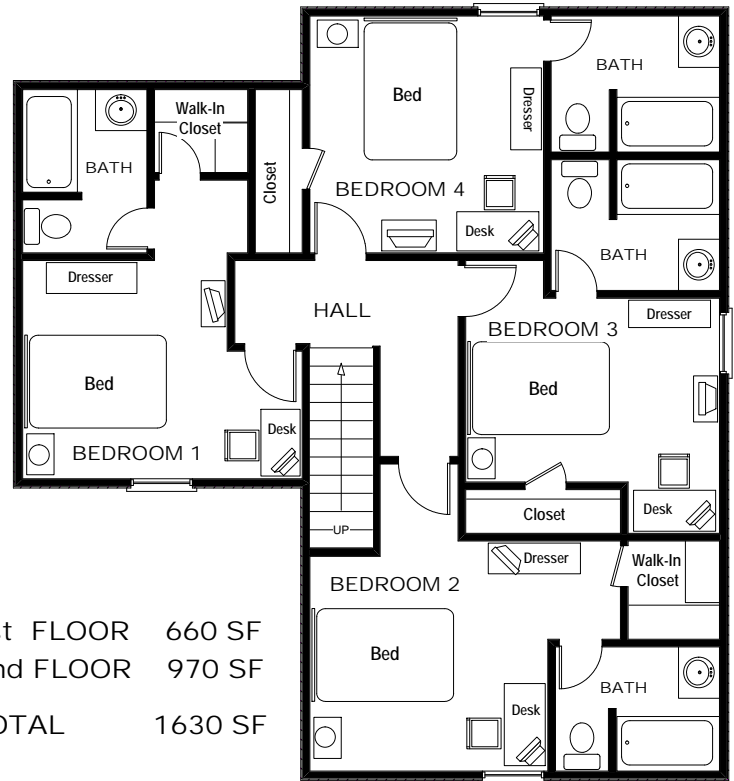 BATH
Bed
Dresser
Walk-In
Closet
BATH
Closet
BEDROOM 4
Desk
BATH
Dresser
HALL
Dresser
BEDROOM 3
Bed
Bed
Desk
BEDROOM 1
Closet
Desk
UP
Dresser
Walk-In
Closet
BEDROOM 2
Bed
BATH
Desk
t FLOOR 660 SF
nd FLOOR 970 SF
OTAL 1630 SF